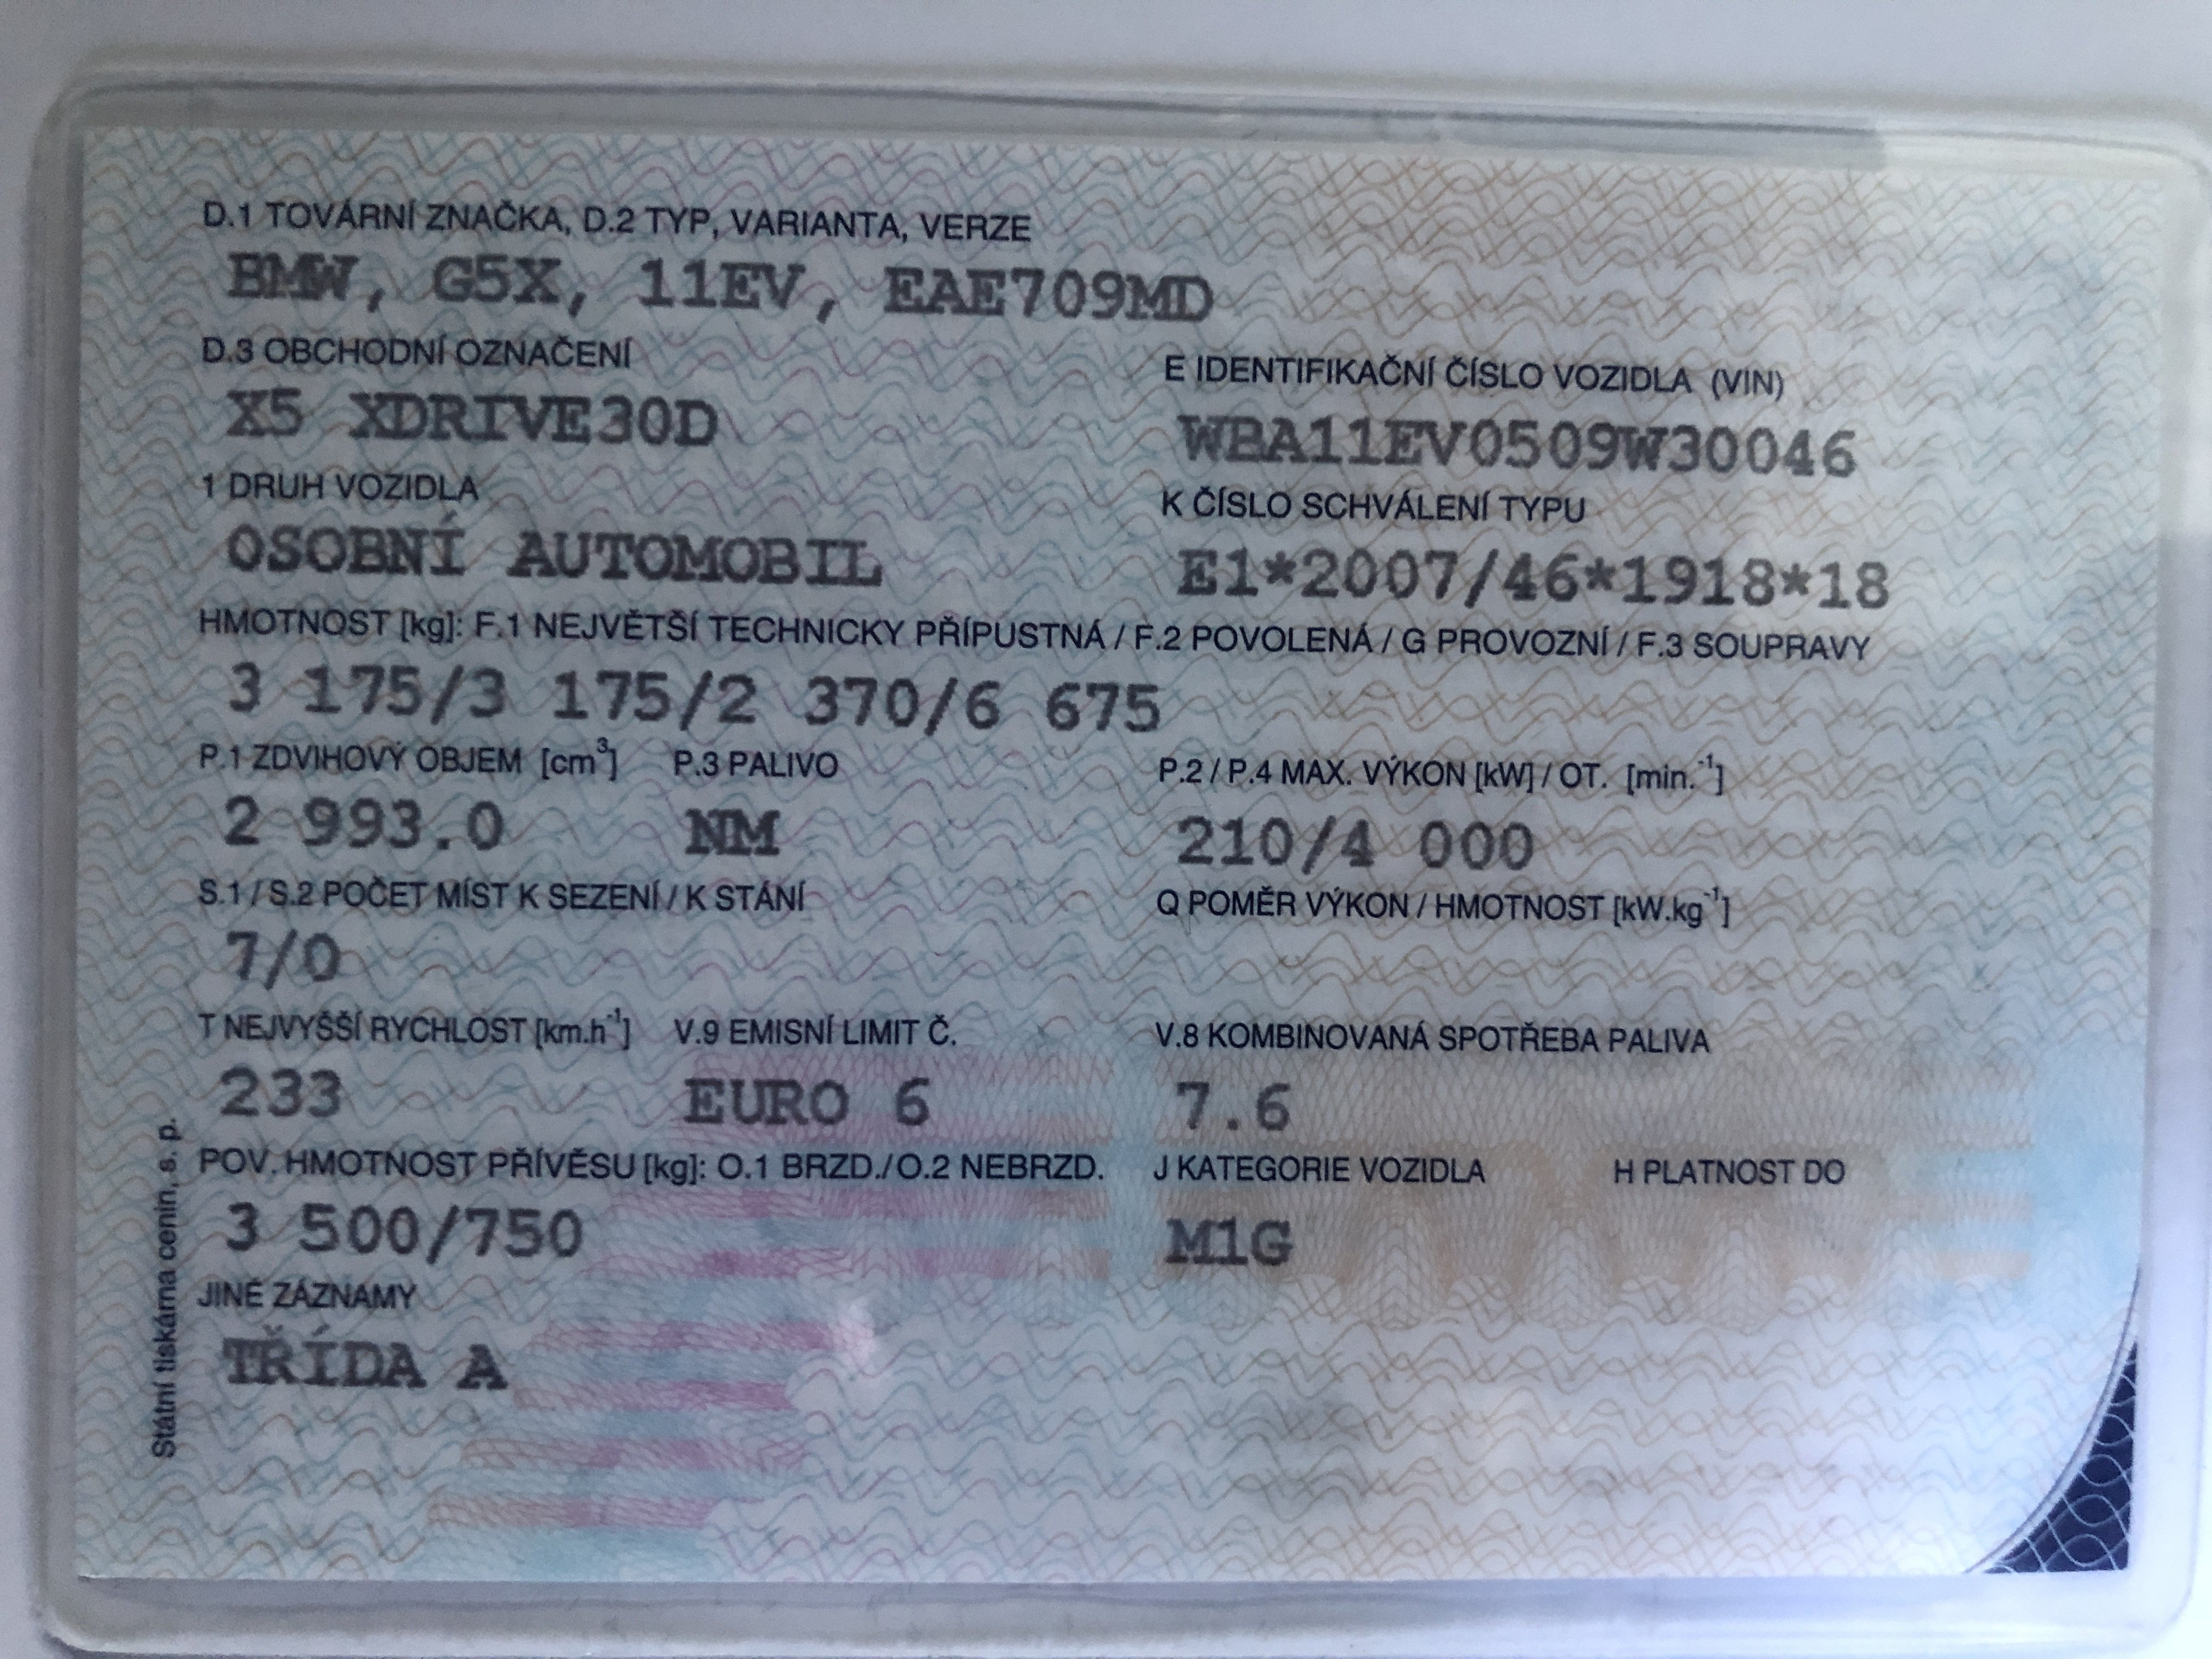 D.1 TOVÁRNÍ ZNAČKA, D.2 TYP, VARIANTA, VERZE
BMW, G5X, 11EV, EAE709MD
D.3 OBCHODNÍ OZNAČENÍ
X5 XDRIVE30D
E IDENTIFIKAČNÍ ČÍSLO VOZIDLA (VIN)
WBA11EV0509W30046
1 DRUH VOZIDLA
OSOBNÍ AUTOMOBIL
K ČÍSLO SCHVÁLENÍ TYPU
E1*2007/46*1918*18
HMOTNOST [kg]: F.1 NEJVĚTŠÍ TECHNICKY PŘÍPUSTNÁ / F.2 POVOLENÁ / G PROVOZNÍ / F.3 SOUPRAVY
3 175/3 175/2 370/6 675
P.1 ZDVIHOVÝ OBJEM [cm³] P.3 PALIVO P.2 / P.4 MAX. VÝKON [kW] / OT. [min.⁻¹]
2 993.0 NM 210/4 000
S.1 / S.2 POČET MÍST K SEZENÍ / K STÁNÍ Q POMĚR VÝKON / HMOTNOST [kW.kg⁻¹]
7/0
T NEJVYŠŠÍ RYCHLOST [km.h⁻¹] V.9 EMISNÍ LIMIT Č. V.8 KOMBINOVANÁ SPOTŘEBA PALIVA
233 EURO 6 7.6
POV. HMOTNOST PŘÍVĚSU [kg]: O.1 BRZD./O.2 NEBRZD. J KATEGORIE VOZIDLA H PLATNOST DO
3 500/750 M1G
JINÉ ZÁZNAMY
TŘÍDA A
Státní tiskárna cenin, s. p.